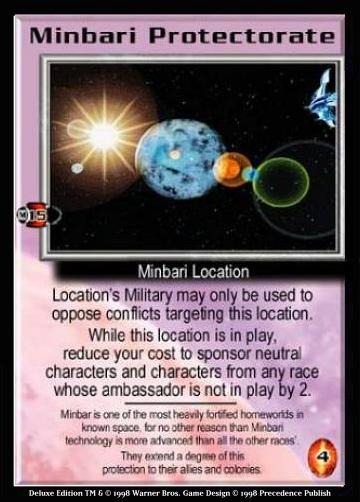 Minbari Protectorate
M 15
Minbari Location
Location's Military may only be used to
oppose conflicts targeting this location.
While this location is in play,
reduce your cost to sponsor neutral
characters and characters from any race
whose ambassador is not in play by 2.
Minbar is one of the most heavily fortified homeworlds in
known space, for no other reason than Minbari
technology is more advanced than all the other races'.
They extend a degree of this
protection to their allies and colonies.
4
Deluxe Edition TM & © 1998 Warner Bros. Game Design © 1998 Precedence Publish